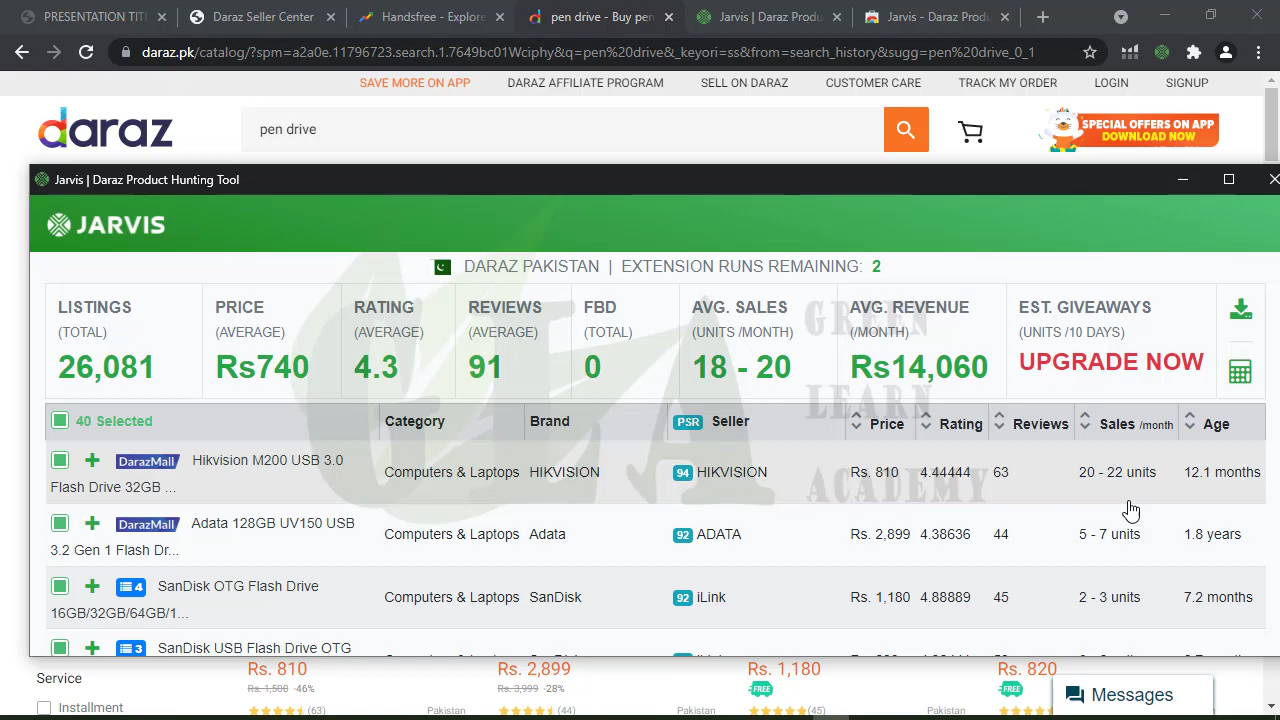 PRESENTATION TITL
Daraz Seller Center
Handsfree - Explore
pen drive - Buy pen
Jarvis | Daraz Produ
Jarvis - Daraz Produ
daraz.pk/catalog/?spm=a2a0e.11796723.search.1.7649bc01Wciphy&q=pen%20drive&_keyori=ss&from=search_history&sugg=pen%20drive_0_1
SAVE MORE ON APP DARAZ AFFILIATE PROGRAM SELL ON DARAZ CUSTOMER CARE TRACK MY ORDER LOGIN SIGNUP
daraz
pen drive
SPECIAL OFFERS ON APP
DOWNLOAD NOW
Jarvis | Daraz Product Hunting Tool
JARVIS
DARAZ PAKISTAN | EXTENSION RUNS REMAINING: 2
LISTINGS PRICE RATING REVIEWS FBD AVG. SALES AVG. REVENUE EST. GIVEAWAYS
(TOTAL) (AVERAGE) (AVERAGE) (AVERAGE) (TOTAL) (UNITS /MONTH) (/MONTH) (UNITS /10 DAYS)
26,081 Rs740 4.3 91 0 18 - 20 Rs14,060 UPGRADE NOW
GLA
GREEN
LEARN
ACADEMY
40 Selected Category Brand PSR Seller Price Rating Reviews Sales /month Age
DarazMall Hikvision M200 USB 3.0 Computers & Laptops HIKVISION 94 HIKVISION Rs. 810 4.44444 63 20 - 22 units 12.1 months
Flash Drive 32GB ...
DarazMall Adata 128GB UV150 USB Computers & Laptops Adata 92 ADATA Rs. 2,899 4.38636 44 5 - 7 units 1.8 years
3.2 Gen 1 Flash Dr...
4 SanDisk OTG Flash Drive Computers & Laptops SanDisk 92 iLink Rs. 1,180 4.88889 45 2 - 3 units 7.2 months
16GB/32GB/64GB/1...
3 SanDisk USB Flash Drive OTG
Rs. 810 Rs. 2,899 Rs. 1,180 Rs. 820
Service
Rs. 1,500 -46% Rs. 3,999 -28% FREE FREE
Installment
(63) Pakistan (44) Pakistan (45) Pakistan
Messages